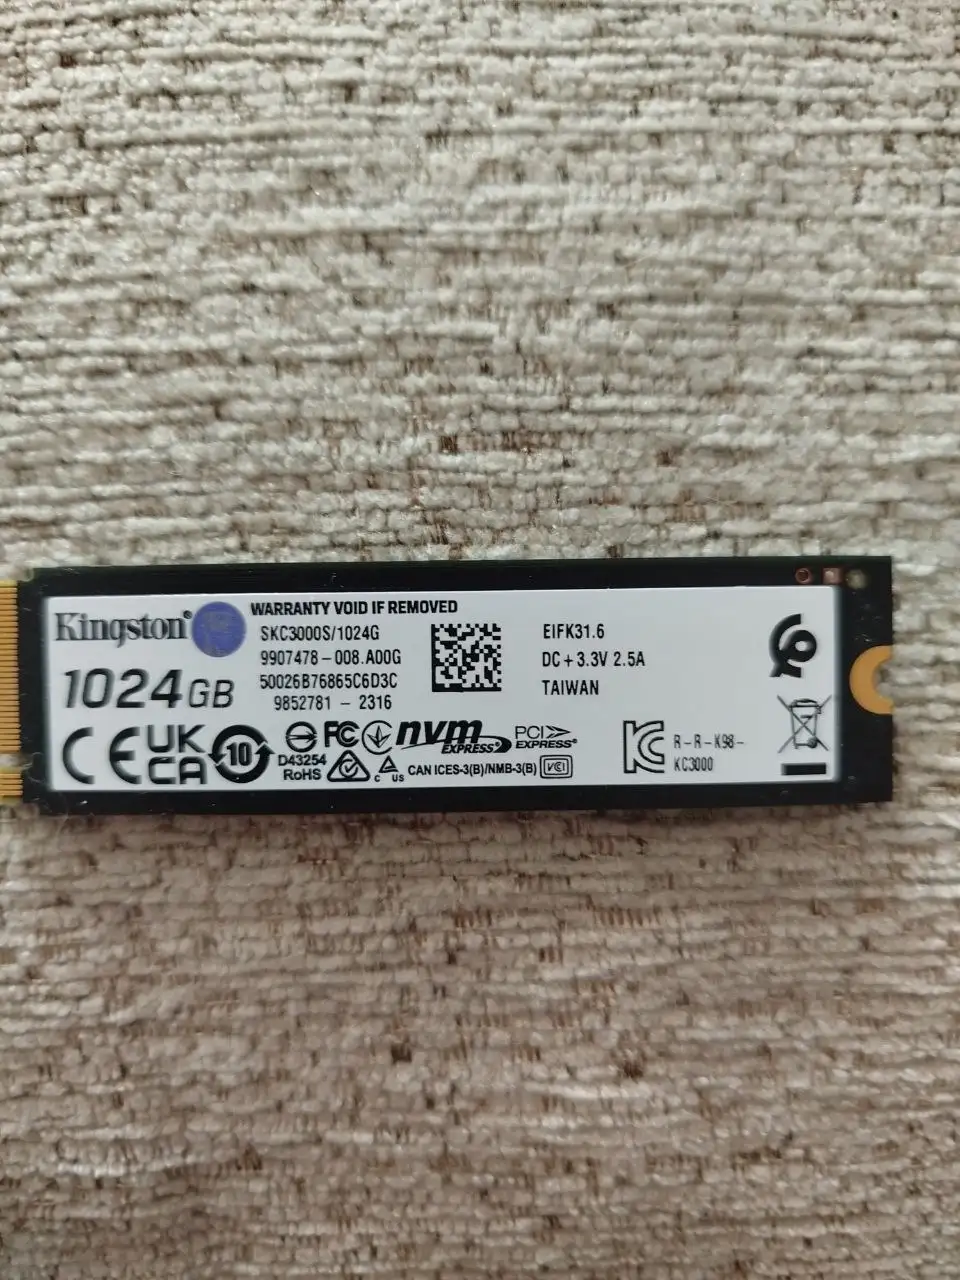 Kingston®
1024GB
WARRANTY VOID IF REMOVED
SKC3000S/1024G
9907478-008.A00G
50026B76865C6D3C
9852781 - 2316
EIFK31.6
DC+3.3V 2.5A
TAIWAN
CE UK CA 10
D43254
RoHS
FC
nvm EXPRESS®
PCI EXPRESS®
c US CAN ICES-3(B)/NMB-3(B) VCI
R-R-K98-
KC3000